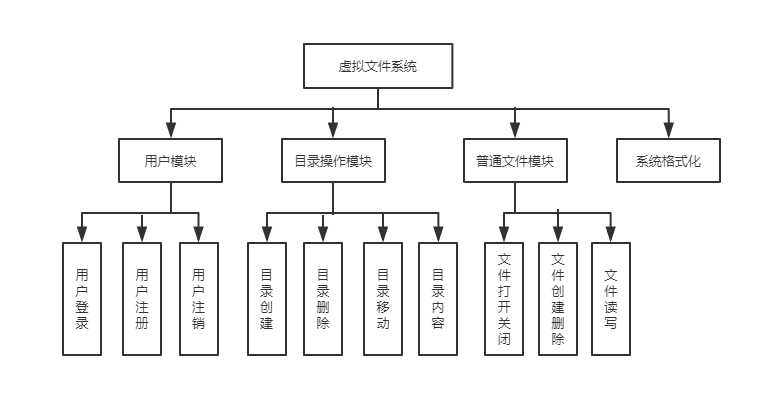 虚拟文件系统
用户模块
目录操作模块
普通文件模块
系统格式化
用户登录
用户注册
用户注销
目录创建
目录删除
目录移动
目录内容
文件打开关闭
文件创建删除
文件读写